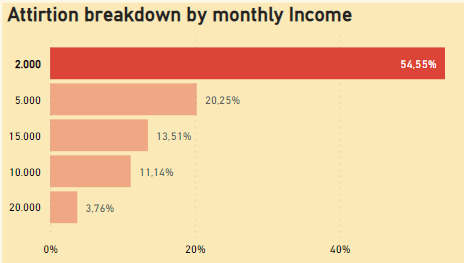 Attirtion breakdown by monthly Income
2.000 54,55%
5.000 20,25%
15.000 13,51%
10.000 11,14%
20.000 3,76%
0% 20% 40%